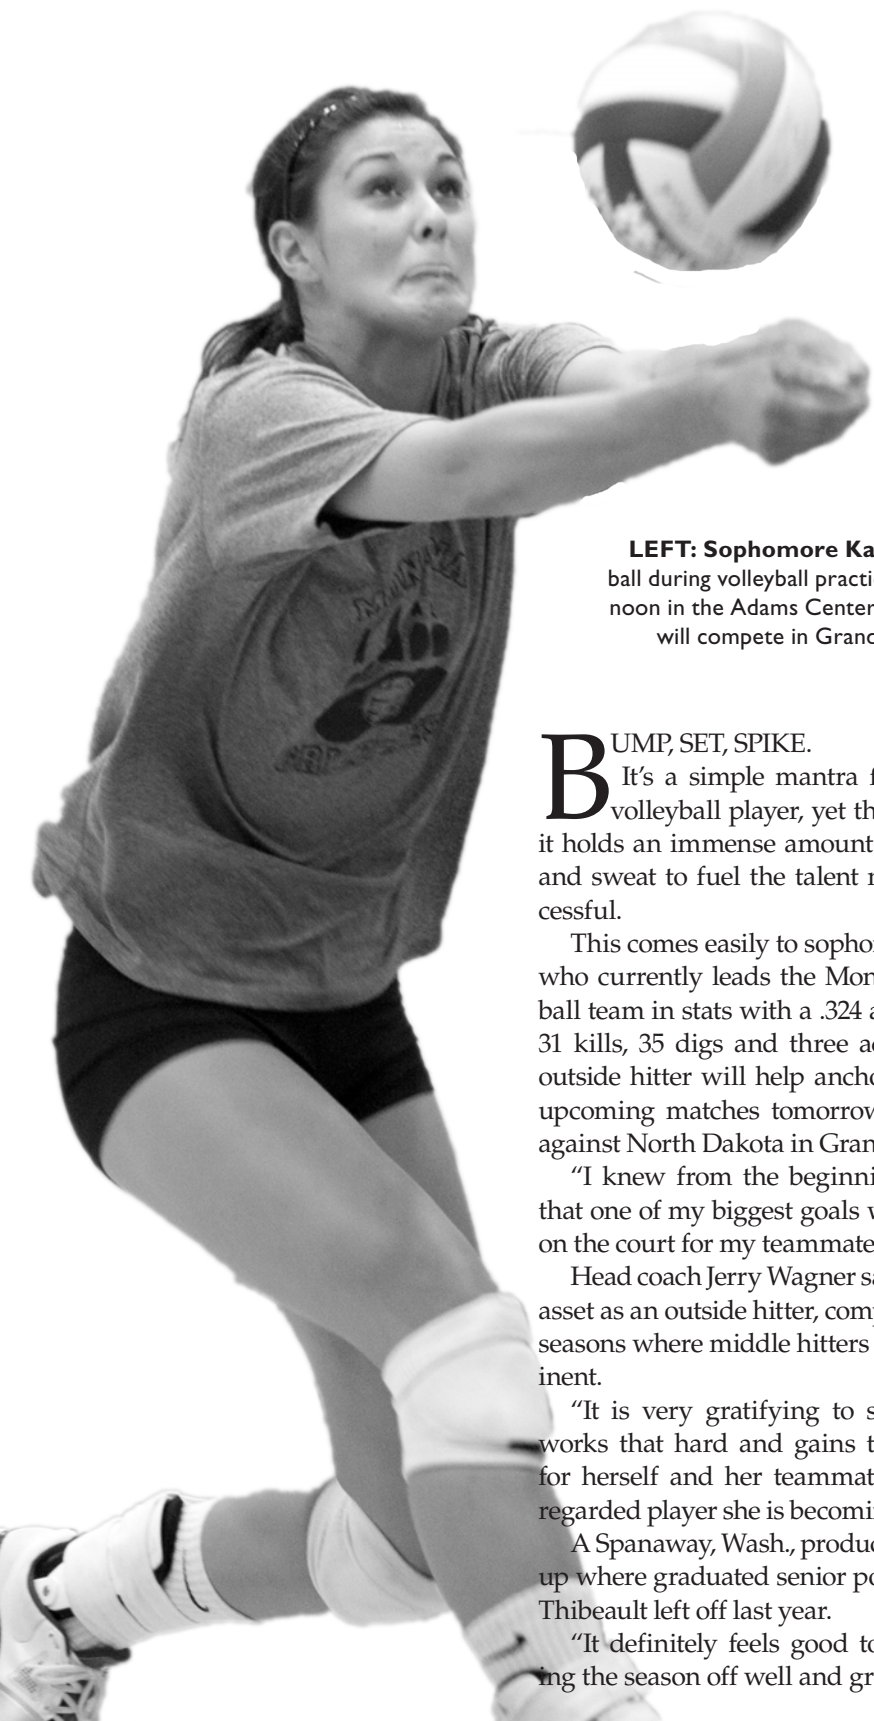 LEFT: Sophomore Ka
ball during volleyball practi
noon in the Adams Center
will compete in Granc
BUMP, SET, SPIKE.
It's a simple mantra f
volleyball player, yet th
it holds an immense amount
and sweat to fuel the talent r
cessful.
This comes easily to sopho
who currently leads the Mon
ball team in stats with a .324 a
31 kills, 35 digs and three ac
outside hitter will help ancho
upcoming matches tomorrow
against North Dakota in Gran
“I knew from the beginni
that one of my biggest goals w
on the court for my teammate
Head coach Jerry Wagner sa
asset as an outside hitter, comp
seasons where middle hitters
inent.
“It is very gratifying to s
works that hard and gains t
for herself and her teammat
regarded player she is becomi
A Spanaway, Wash., produc
up where graduated senior po
Thibeault left off last year.
“It definitely feels good to
ing the season off well and gr